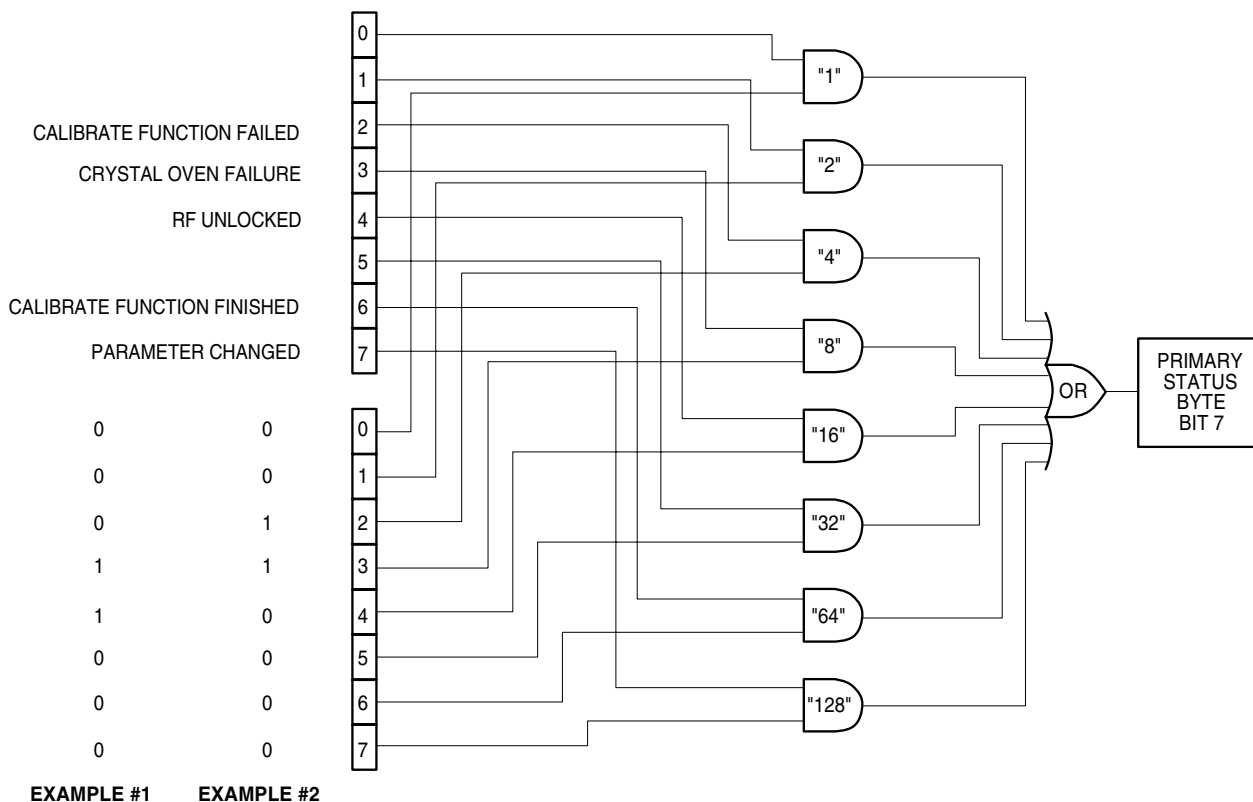 0
1 "1"
CALIBRATE FUNCTION FAILED 2
CRYSTAL OVEN FAILURE 3 "2"
RF UNLOCKED 4
5 "4"
CALIBRATE FUNCTION FINISHED 6
PARAMETER CHANGED 7 "8"
OR
PRIMARY
STATUS
BYTE
BIT 7
0 0 0 "16"
0 0 1
0 1 2 "32"
1 1 3
1 0 4 "64"
0 0 5
0 0 6 "128"
0 0 7
EXAMPLE #1 EXAMPLE #2